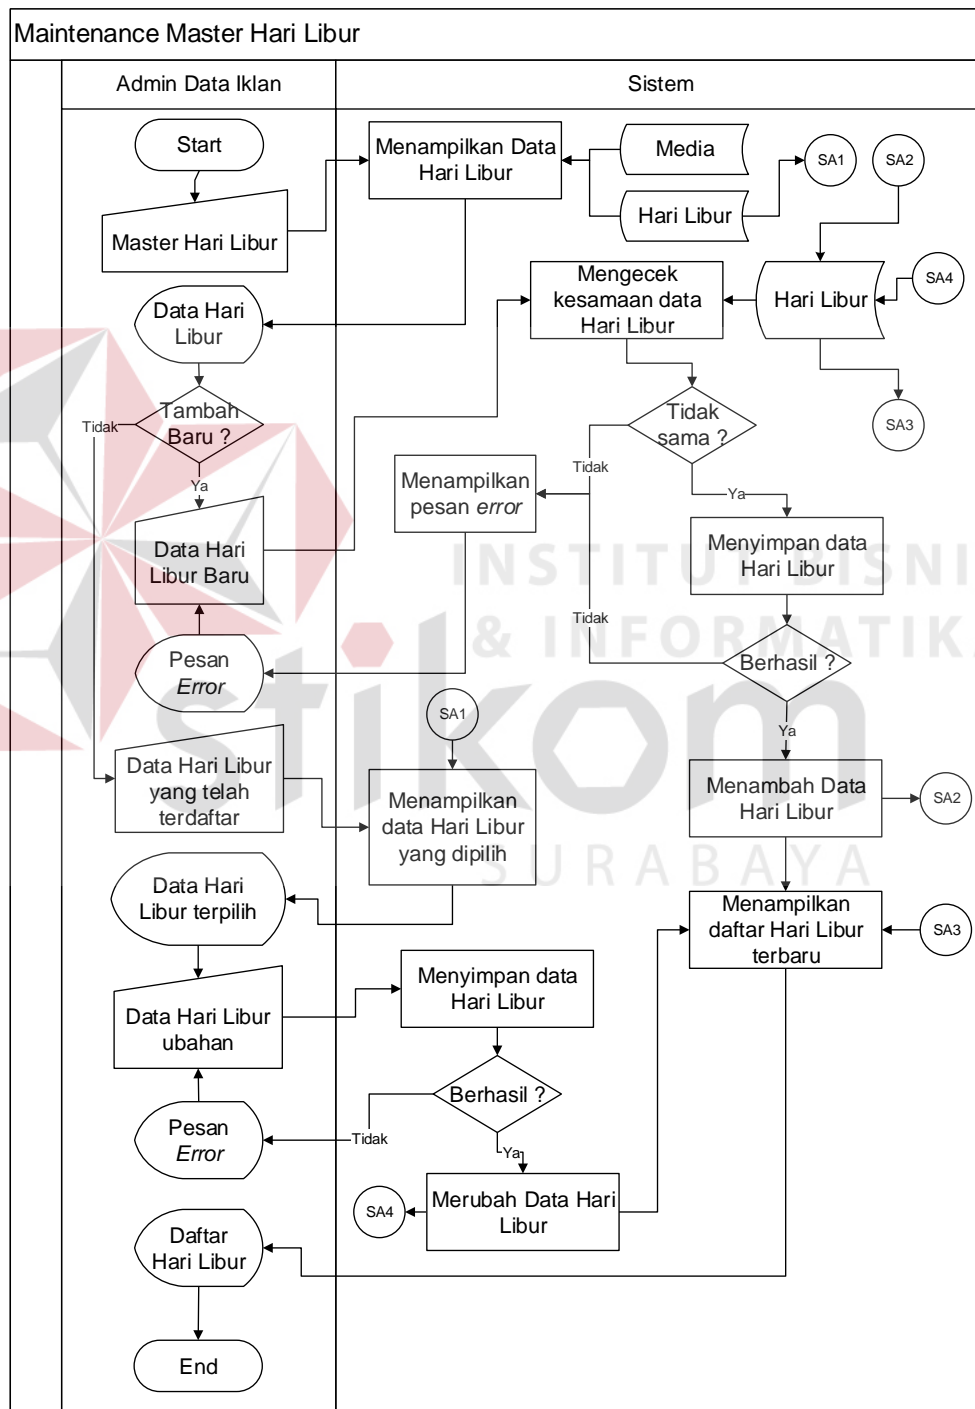 Maintenance Master Hari Libur
Admin Data Iklan
Sistem
Start
Menampilkan Data
Hari Libur
Media
SA1
SA2
Hari Libur
Master Hari Libur
Mengecek
kesamaan data
Hari Libur
Hari Libur
SA4
Data Hari
Libur
Tambah
Baru ?
Tidak
Ya
Tidak
sama ?
SA3
Tidak
Ya
Menampilkan
pesan error
Menyimpan data
Hari Libur
Data Hari
Libur Baru
INSTITUT BISNI
& INFORMATIKA
Tidak
Berhasil ?
Pesan
Error
stikom
SA1
Ya
Data Hari Libur
yang telah
terdaftar
Menampilkan
data Hari Libur
yang dipilih
Menambah Data
Hari Libur
SA2
SURABAYA
Data Hari
Libur terpilih
Menampilkan
daftar Hari Libur
terbaru
SA3
Menyimpan data
Hari Libur
Data Hari Libur
ubahan
Berhasil ?
Pesan
Error
Tidak
Ya
SA4
Merubah Data Hari
Libur
Daftar
Hari Libur
End